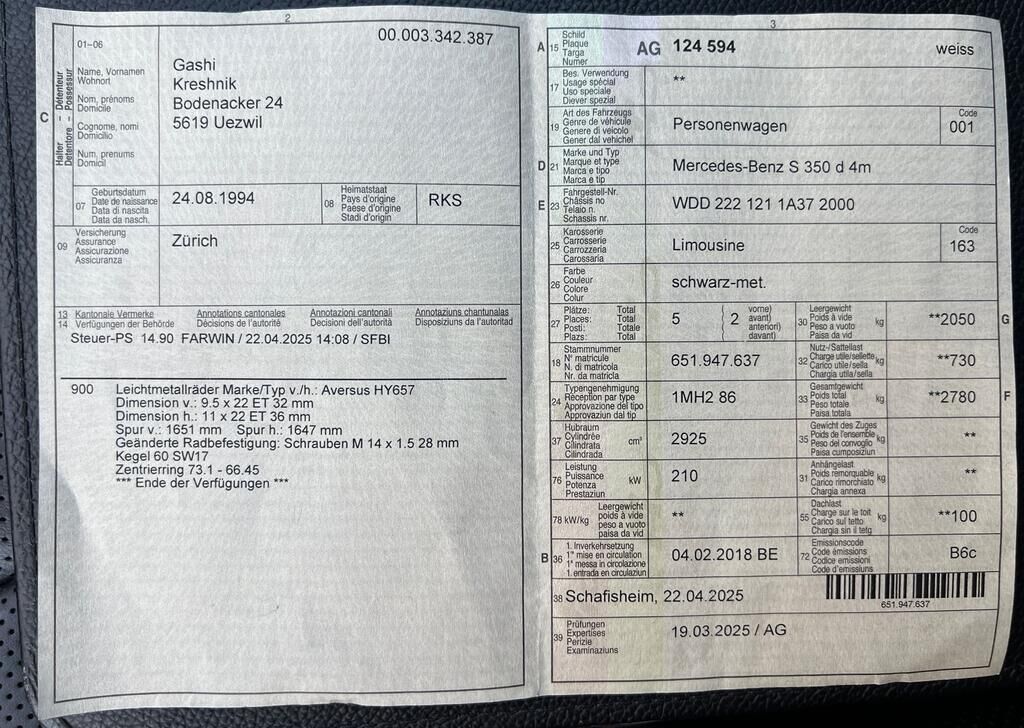 2
00.003.342.387
C
Halter – Détenteur
Detentore – Possessur
01–06
Name, Vornamen
Wohnort
Nom, prénoms
Domicile
Cognome, nomi
Domicilio
Num, prenums
Domicil
Gashi
Kreshnik
Bodenacker 24
5619 Uezwil
07
Geburtsdatum
Date de naissance
Data di nascita
Data da nasch.
24.08.1994
08
Heimatstaat
Pays d'origine
Paese d'origine
Stadi d'origin
RKS
09
Versicherung
Assurance
Assicurazione
Assicuranza
Zürich
13 Kantonale Vermerke Annotations cantonales Annotazioni cantonali Annotaziuns chantunalas
14 Verfügungen der Behörde Décisions de l'autorité Decisioni dell'autorità Disposiziuns da l'autoritad
Steuer-PS 14.90 FARWIN / 22.04.2025 14:08 / SFBI
900 Leichtmetallräder Marke/Typ v./h.: Aversus HY657
Dimension v.: 9.5 x 22 ET 32 mm
Dimension h.: 11 x 22 ET 36 mm
Spur v.: 1651 mm Spur h.: 1647 mm
Geänderte Radbefestigung: Schrauben M 14 x 1.5 28 mm
Kegel 60 SW17
Zentrierring 73.1 - 66.45
*** Ende der Verfügungen ***
3
A 15
Schild
Plaque
Targa
Numer
AG 124 594 weiss
17
Bes. Verwendung
Usage spécial
Uso speciale
Diever spezial
**
19
Art des Fahrzeugs
Genre de véhicule
Genere di veicolo
Gener dal vehichel
Personenwagen
Code
001
D 21
Marke und Typ
Marque et type
Marca e tipo
Marca e tip
Mercedes-Benz S 350 d 4m
E 23
Fahrgestell-Nr.
Châssis no
Telaio n.
Schassis nr.
WDD 222 121 1A37 2000
25
Karosserie
Carrosserie
Carrozzeria
Carossaria
Limousine
Code
163
26
Farbe
Couleur
Colore
Colur
schwarz-met.
27
Plätze: Total
Places: Total
Posti: Totale
Plazs: Total
5
( 2
vorne)
avant)
anteriori)
davant)
30
Leergewicht
Poids à vide
Peso a vuoto
Paisa da vid
kg
**2050
G
18
Stammnummer
N° matricule
N. di matricola
Nr. da matricla
651.947.637
32
Nutz-/Sattellast
Charge utile/sellette
Carico utile/sella
Chargia utila/sella
kg
**730
24
Typengenehmigung
Réception par type
Approvazione del tipo
Approvaziun dal tip
1MH2 86
33
Gesamtgewicht
Poids total
Peso totale
Paisa totala
kg
**2780
F
37
Hubraum
Cylindrée
Cilindrata
Cilindrada
cm³
2925
35
Gewicht des Zuges
Poids de l'ensemble
Peso del convoglio
Paisa cumposiziun
kg
**
76
Leistung
Puissance
Potenza
Prestaziun
kW
210
31
Anhängelast
Poids remorquable
Carico rimorchiato
Chargia annexa
kg
**
78 kW/kg
Leergewicht
poids à vide
peso a vuoto
paisa da vid
**
55
Dachlast
Charge sur le toit
Carico sul tetto
Chargia sin il tetg
kg
**100
B 36
1. Inverkehrsetzung
1re mise en circulation
1a messa in circolazione
1. entrada en circulaziun
04.02.2018 BE
72
Emissionscode
Code émissions
Codice emissioni
Code d'emissiuns
B6c
38 Schafisheim, 22.04.2025
651.947.637
39
Prüfungen
Expertises
Perizie
Examinaziuns
19.03.2025 / AG